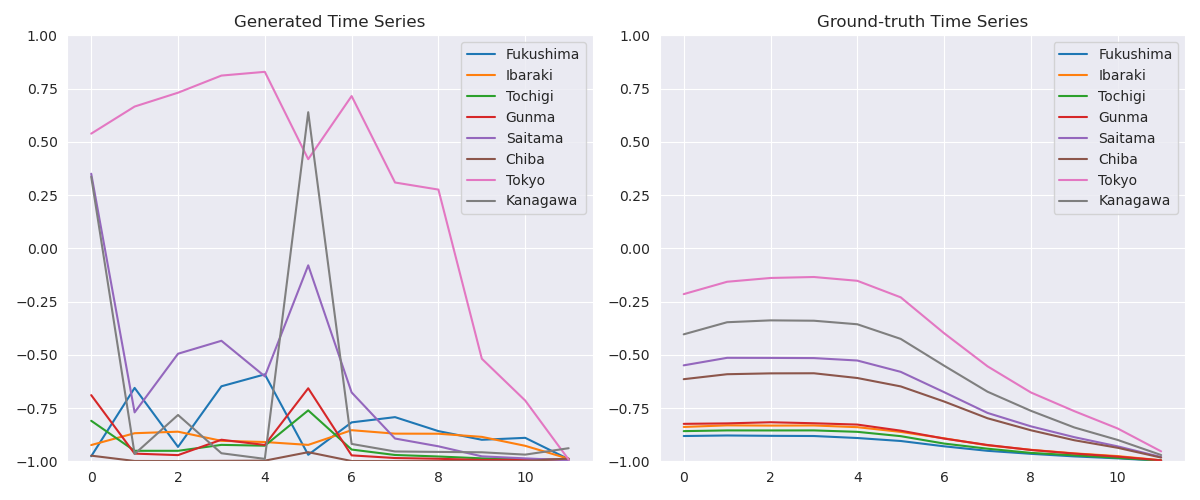 Generated Time Series
1.00
0.75
0.50
0.25
0.00
−0.25
−0.50
−0.75
−1.00
0 2 4 6 8 10
Fukushima
Ibaraki
Tochigi
Gunma
Saitama
Chiba
Tokyo
Kanagawa
Ground-truth Time Series
1.00
0.75
0.50
0.25
0.00
−0.25
−0.50
−0.75
−1.00
0 2 4 6 8 10
Fukushima
Ibaraki
Tochigi
Gunma
Saitama
Chiba
Tokyo
Kanagawa